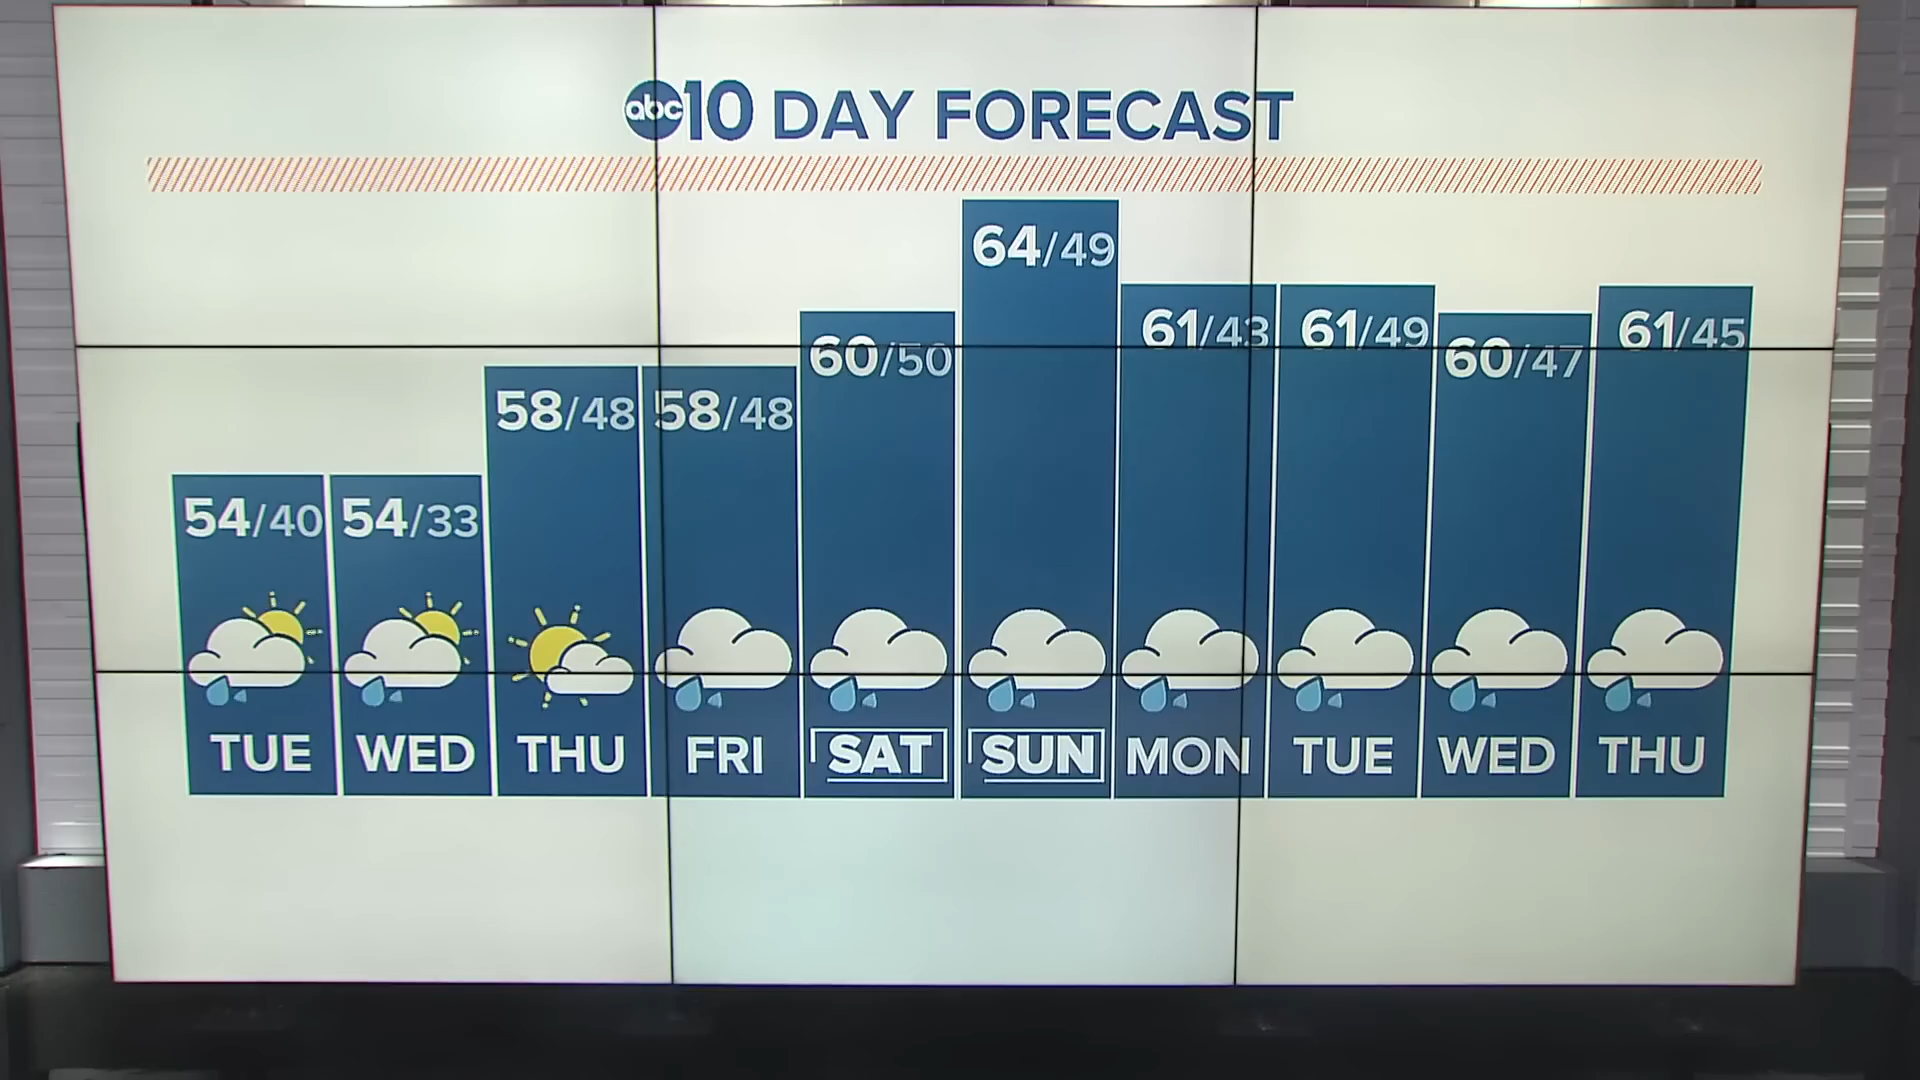 abc10 DAY FORECAST
54/40 54/33 58/48 58/48 60/50 64/49 61/43 61/49 60/47 61/45
TUE WED THU FRI SAT SUN MON TUE WED THU